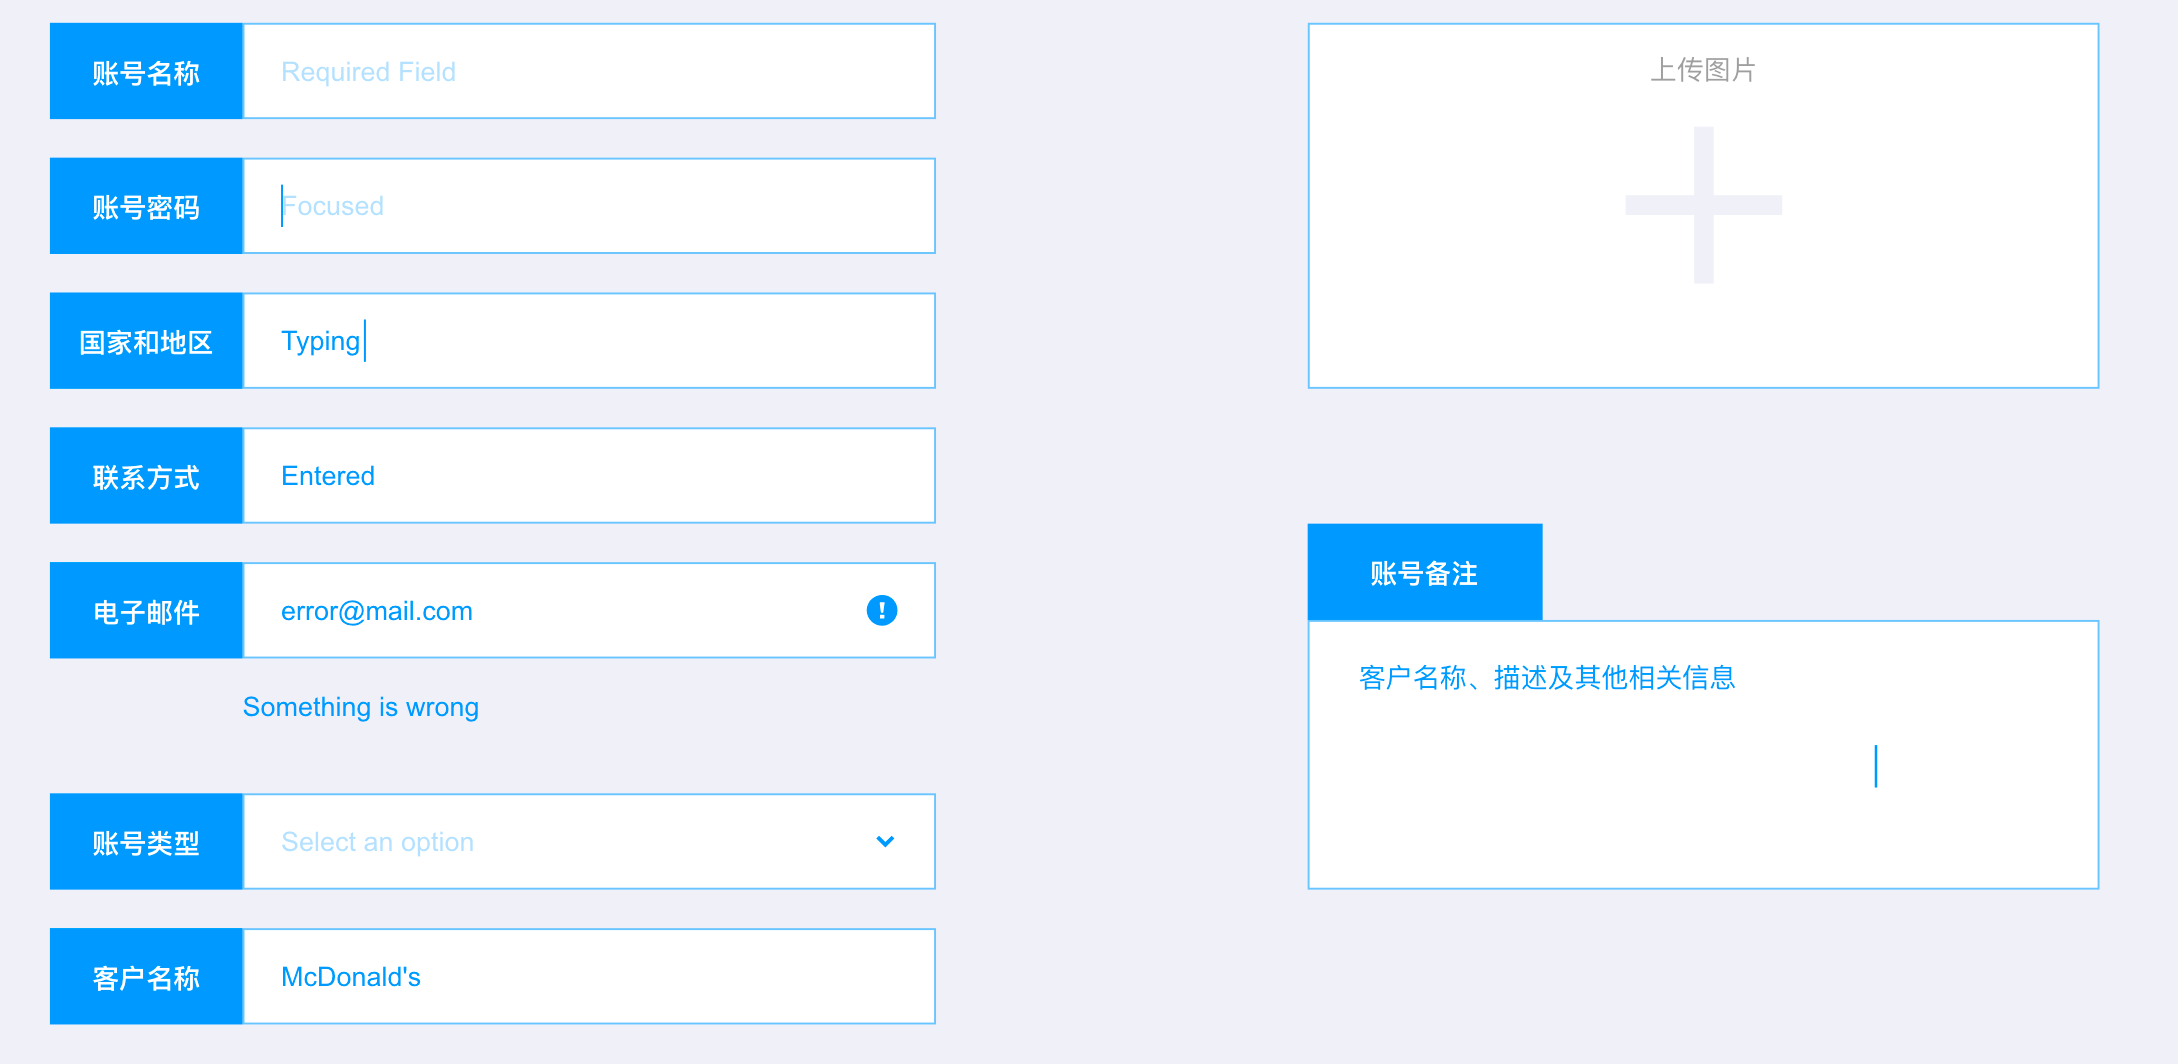 账号名称 Required Field
账号密码 Focused
国家和地区 Typing
联系方式 Entered
电子邮件 error@mail.com
Something is wrong
账号类型 Select an option
客户名称 McDonald's
上传图片
账号备注
客户名称、描述及其他相关信息